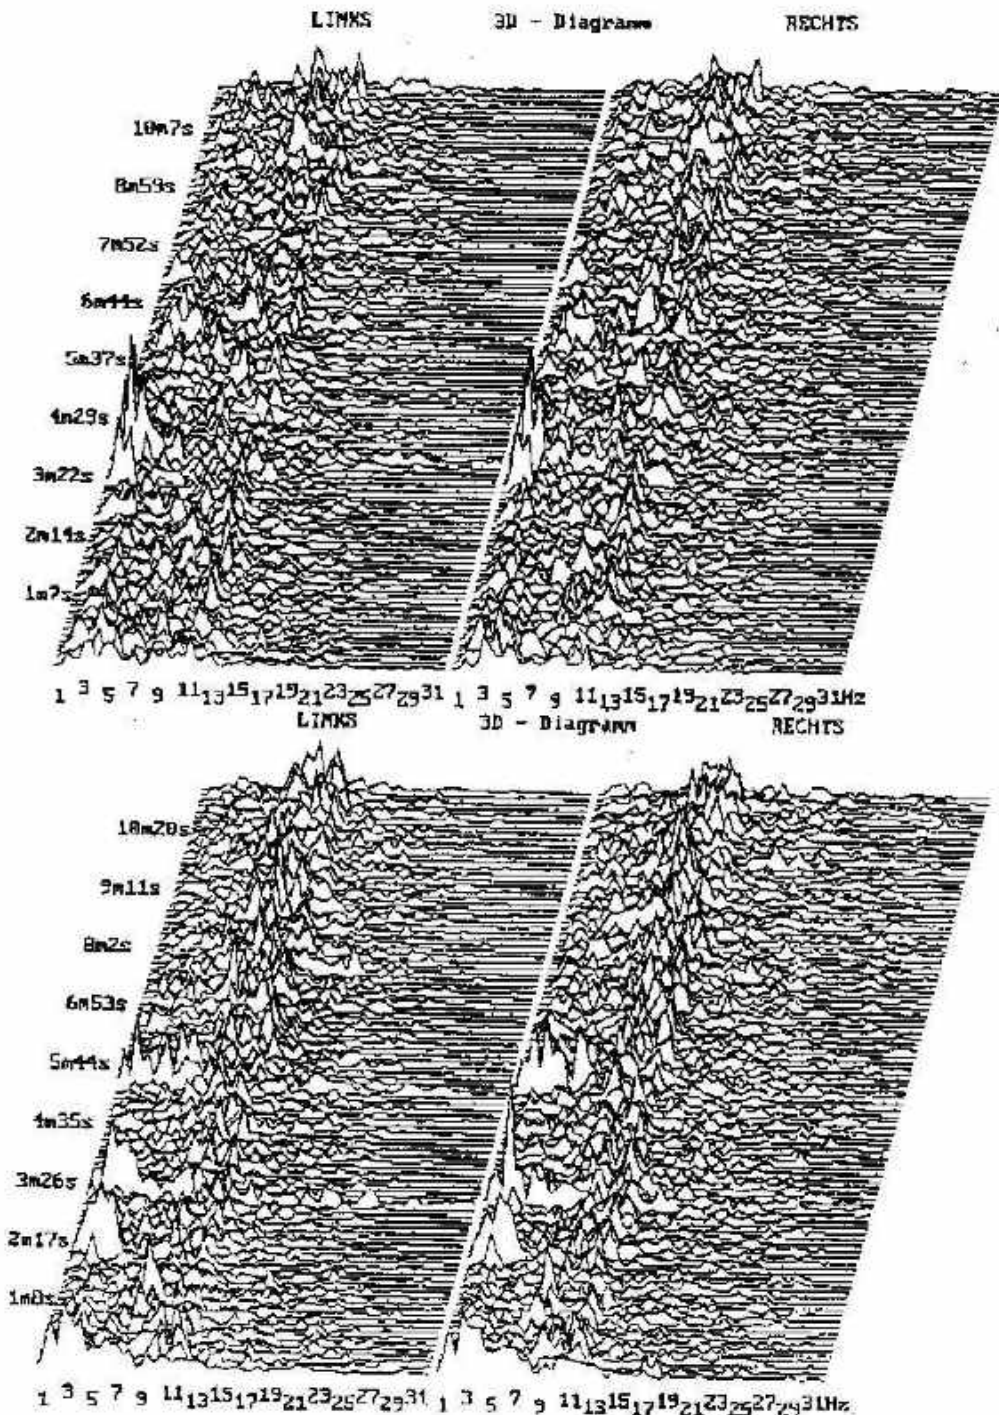 LINKS 3D - Diagramm RECHTS
10m7s
8m59s
7m52s
6m44s
5m37s
4m29s
3m22s
2m14s
1m7s
1 3 5 7 9 11 13 15 17 19 21 23 25 27 29 31 1 3 5 7 9 11 13 15 17 19 21 23 25 27 29 31Hz
LINKS 3D - Diagramm RECHTS
10m20s
9m11s
8m2s
6m53s
5m44s
4m35s
3m26s
2m17s
1m8s
1 3 5 7 9 11 13 15 17 19 21 23 25 27 29 31 1 3 5 7 9 11 13 15 17 19 21 23 25 27 29 31Hz